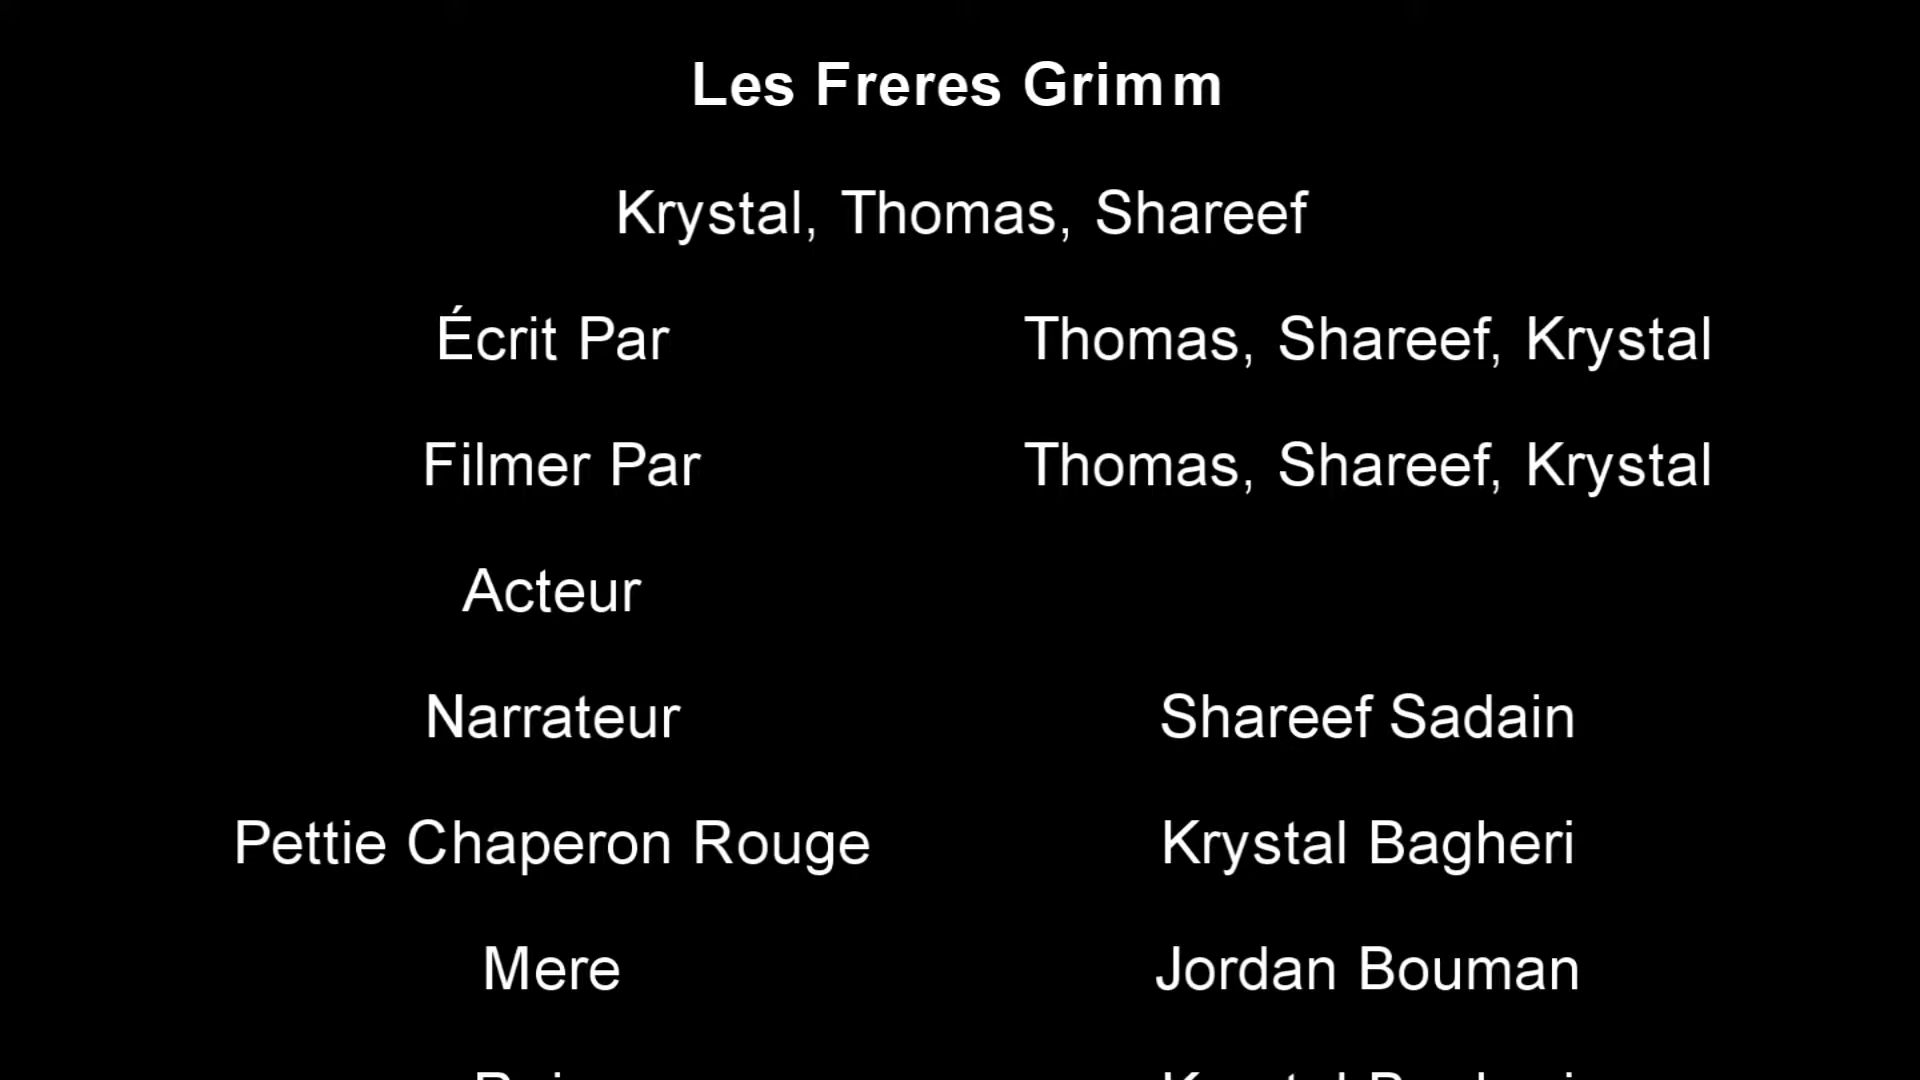 Les Freres Grimm
Krystal, Thomas, Shareef
Écrit Par Thomas, Shareef, Krystal
Filmer Par Thomas, Shareef, Krystal
Acteur
Narrateur Shareef Sadain
Pettie Chaperon Rouge Krystal Bagheri
Mere Jordan Bouman